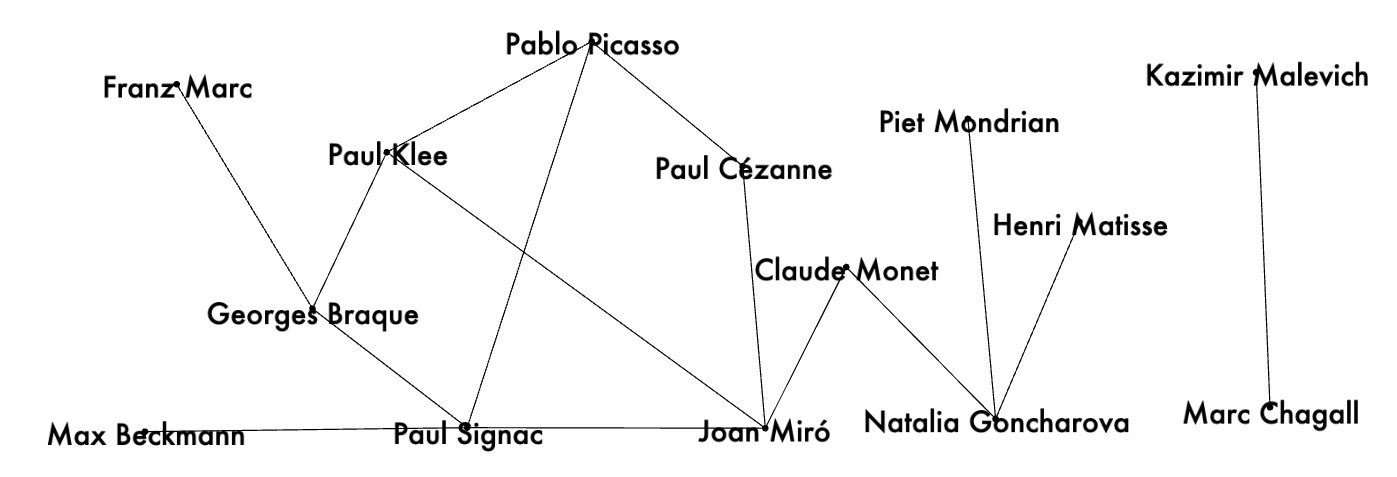 Pablo Picasso
Kazimir Malevich
Franz Marc
Piet Mondrian
Paul Klee
Paul Cézanne
Henri Matisse
Claude Monet
Georges Braque
Marc Chagall
Natalia Goncharova
Max Beckmann
Paul Signac
Joan Miró